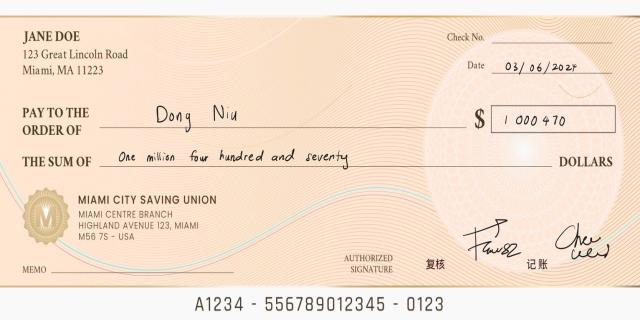 JANE DOE
123 Great Lincoln Road
Miami, MA 11223
Check No.
Date 03/06/2024
PAY TO THE ORDER OF Dong Niu
$ 1 000 470
THE SUM OF One million four hundred and seventy DOLLARS
MIAMI CITY SAVING UNION
MIAMI CENTRE BRANCH
HIGHLAND AVENUE 123, MIAMI
M56 7S - USA
M
MEMO
AUTHORIZED SIGNATURE
复核
记账
A1234 - 556789012345 - 0123